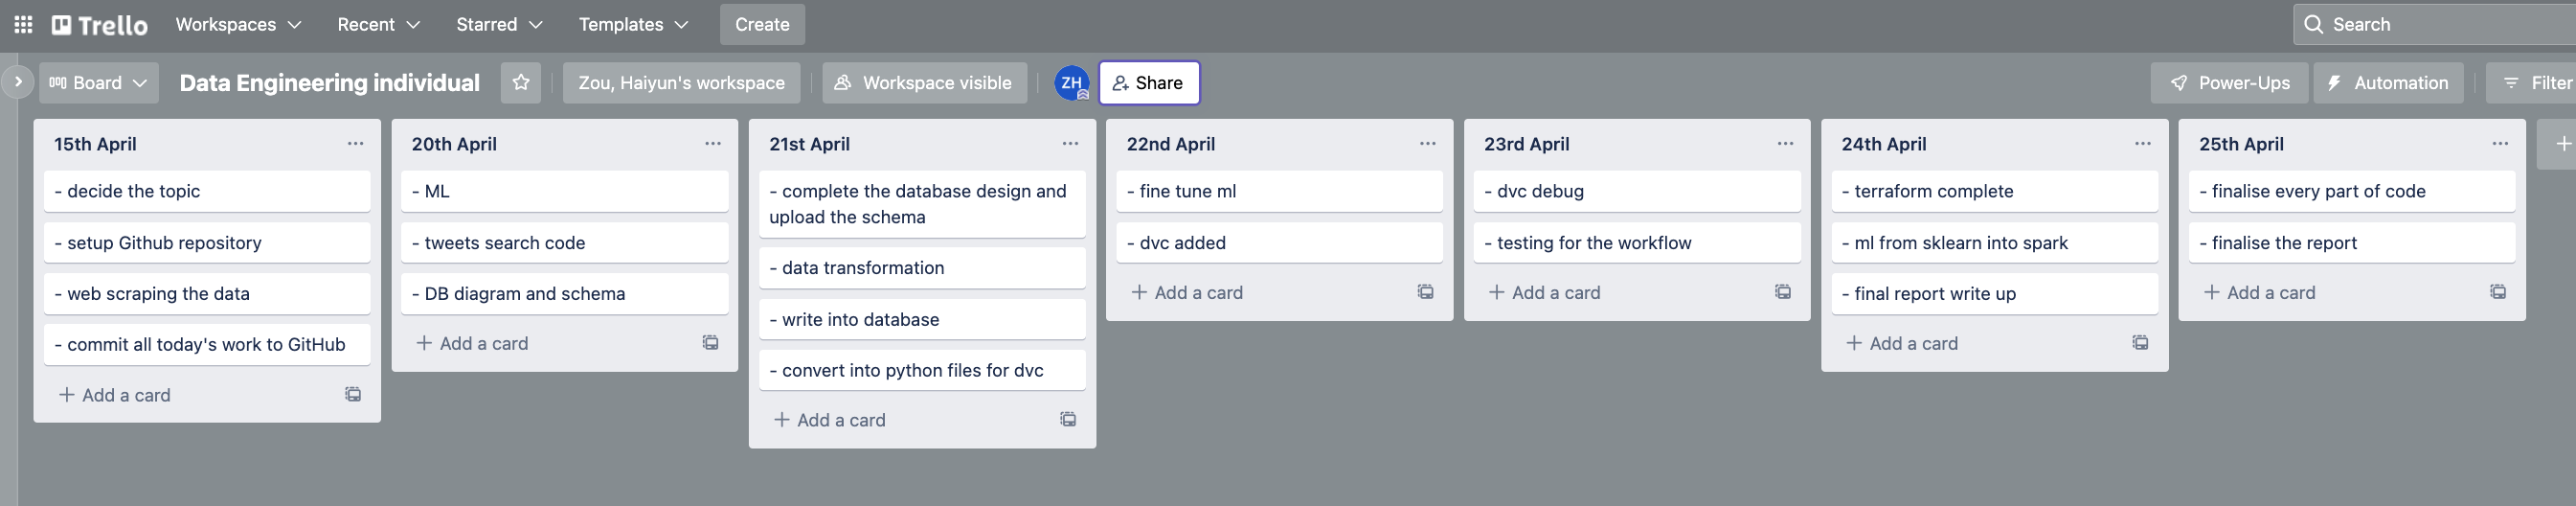 Trello
Workspaces
Recent
Starred
Templates
Create
Search
Board
Data Engineering individual
Zou, Haiyun's workspace
Workspace visible
ZH
Share
Power-Ups
Automation
Filter
15th April
- decide the topic
- setup Github repository
- web scraping the data
- commit all today's work to GitHub
+ Add a card
20th April
- ML
- tweets search code
- DB diagram and schema
+ Add a card
21st April
- complete the database design and
upload the schema
- data transformation
- write into database
- convert into python files for dvc
+ Add a card
22nd April
- fine tune ml
- dvc added
+ Add a card
23rd April
- dvc debug
- testing for the workflow
+ Add a card
24th April
- terraform complete
- ml from sklearn into spark
- final report write up
+ Add a card
25th April
- finalise every part of code
- finalise the report
+ Add a card